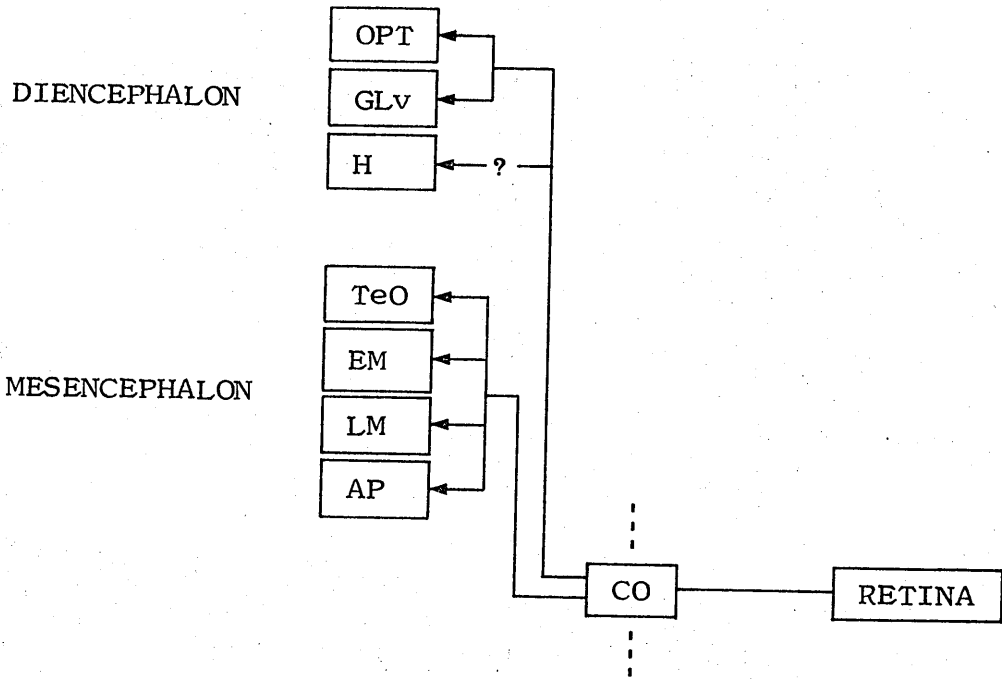 OPT
DIENCEPHALON
GLv
H
?
TeO
EM
MESENCEPHALON
LM
AP
CO
RETINA